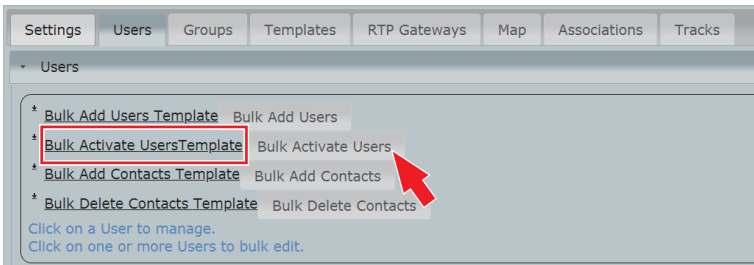 Settings Users Groups Templates RTP Gateways Map Associations Tracks
Users
Bulk Add Users Template Bulk Add Users
Bulk Activate UsersTemplate Bulk Activate Users
Bulk Add Contacts Template Bulk Add Contacts
Bulk Delete Contacts Template Bulk Delete Contacts
Click on a User to manage.
Click on one or more Users to bulk edit.